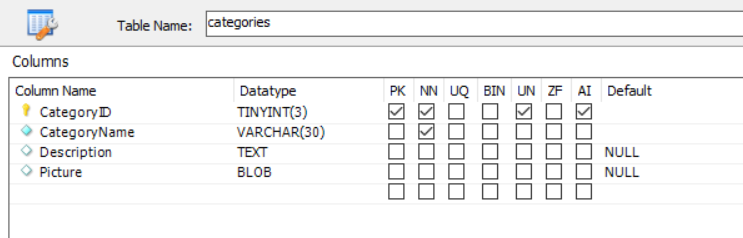 Table Name: categories
Columns
Column Name Datatype PK NN UQ BIN UN ZF AI Default
CategoryID TINYINT(3)
CategoryName VARCHAR(30)
Description TEXT NULL
Picture BLOB NULL